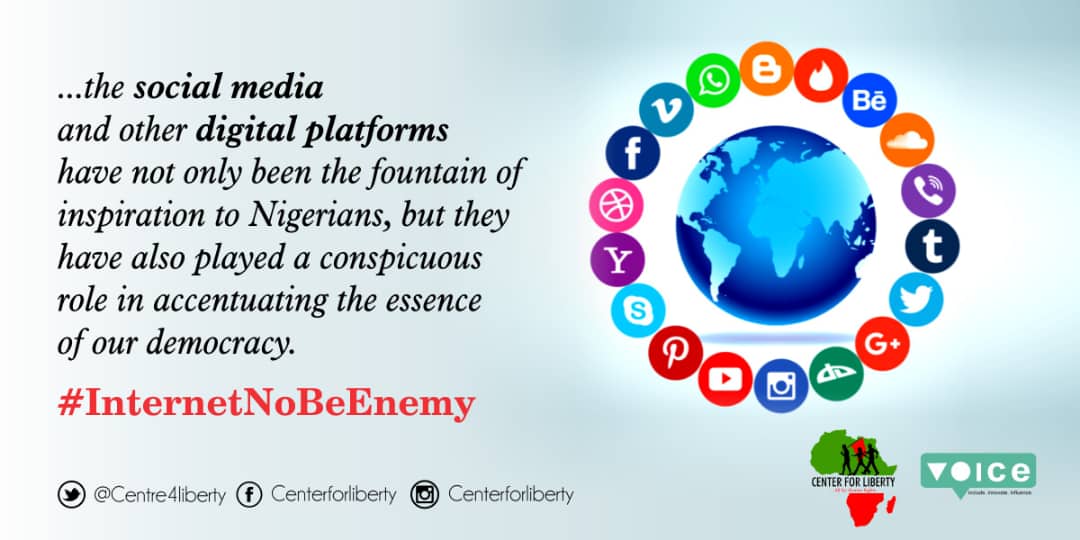 ...the social media
and other digital platforms
have not only been the fountain of
inspiration to Nigerians, but they
have also played a conspicuous
role in accentuating the essence
of our democracy.
#InternetNoBeEnemy
@Centre4liberty Centerforliberty Centerforliberty
CENTER FOR LIBERTY
VOICE
include. innovate. influence.